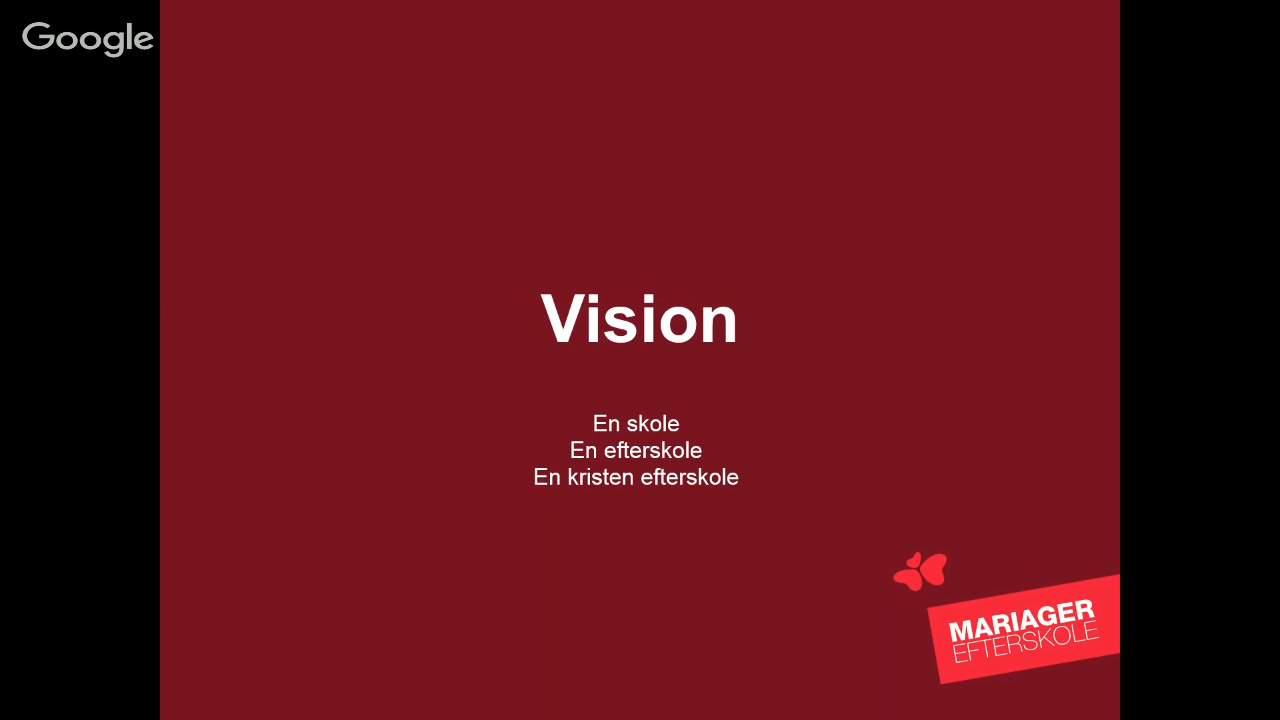 Google
Vision
En skole
En efterskole
En kristen efterskole
MARIAGER
EFTERSKOLE